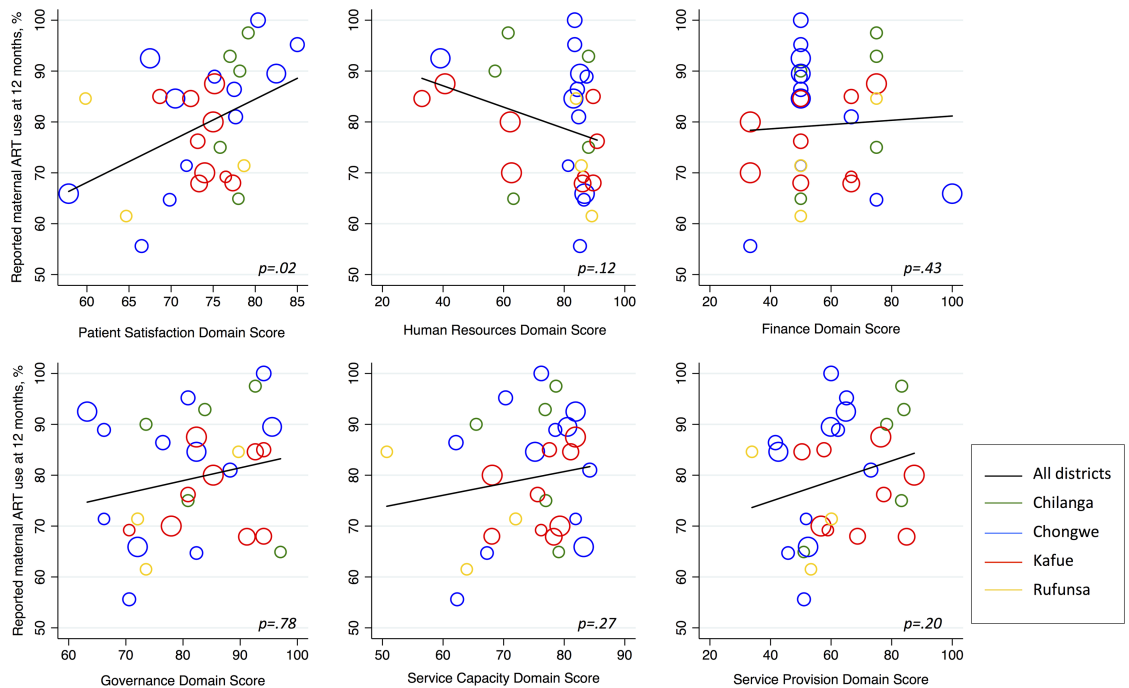 Reported maternal ART use at 12 months, %
100
90
80
70
60
50
p=.02
60 65 70 75 80 85
Patient Satisfaction Domain Score
100
90
80
70
60
50
p=.12
20 40 60 80 100
Human Resources Domain Score
100
90
80
70
60
50
p=.43
20 40 60 80 100
Finance Domain Score
Reported maternal ART use at 12 months, %
100
90
80
70
60
50
p=.78
60 70 80 90 100
Governance Domain Score
100
90
80
70
60
50
p=.27
50 60 70 80 90
Service Capacity Domain Score
100
90
80
70
60
50
p=.20
20 40 60 80 100
Service Provision Domain Score
All districts
Chilanga
Chongwe
Kafue
Rufunsa